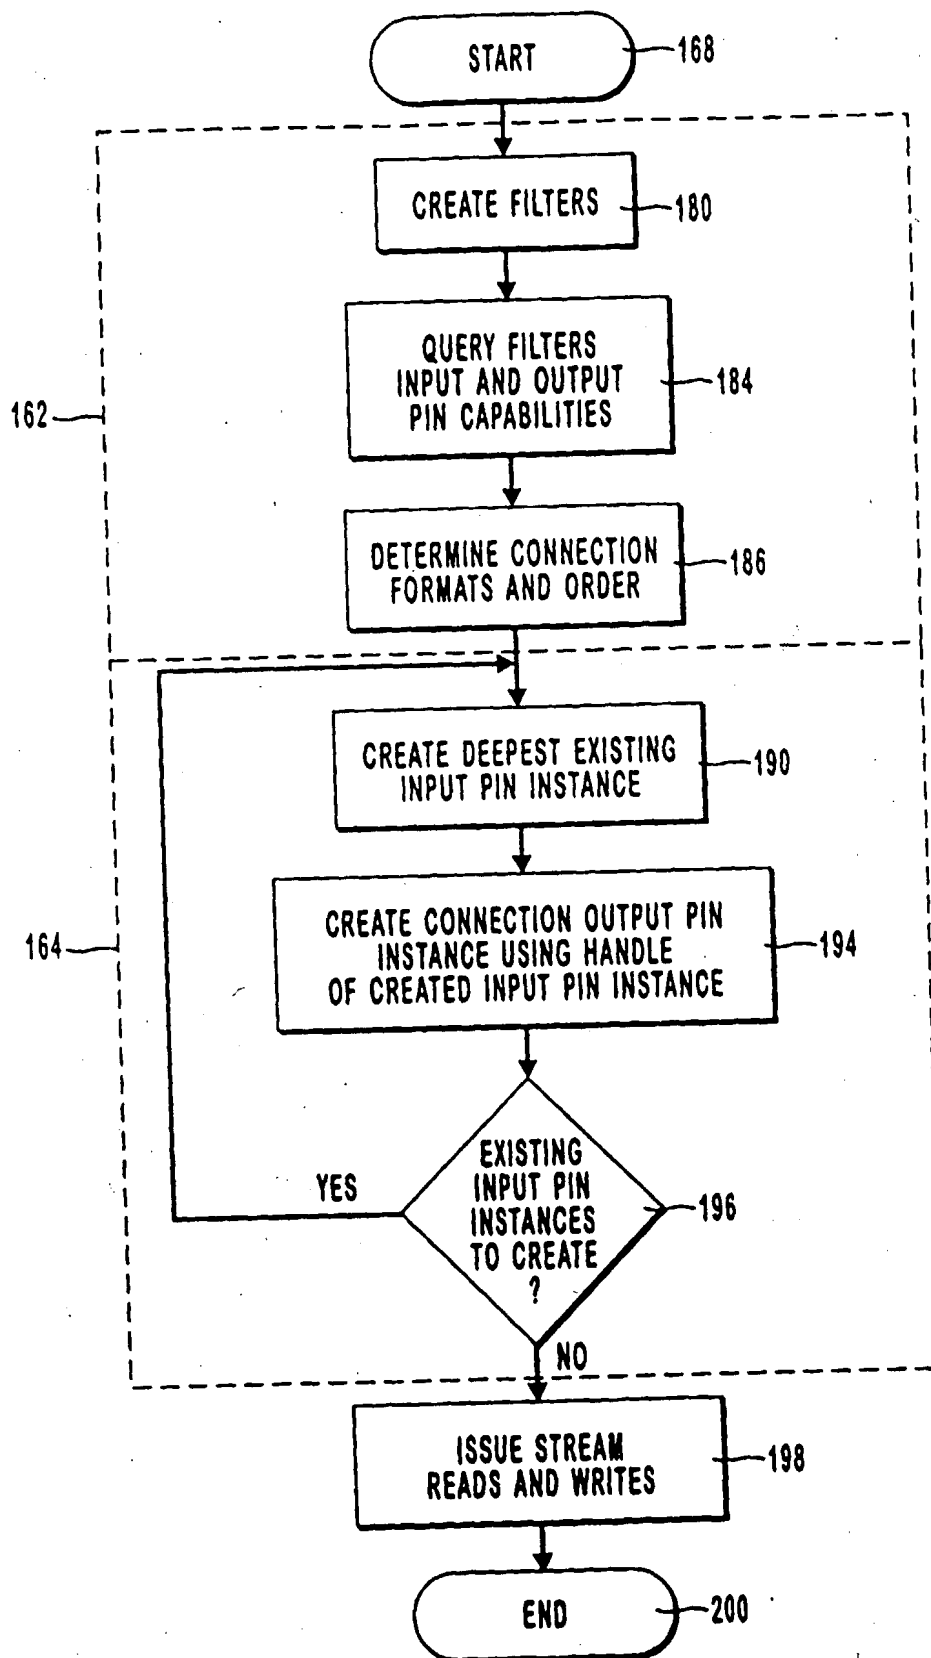 START
168
CREATE FILTERS
180
QUERY FILTERS
INPUT AND OUTPUT
PIN CAPABILITIES
184
162
DETERMINE CONNECTION
FORMATS AND ORDER
186
CREATE DEEPEST EXISTING
INPUT PIN INSTANCE
190
CREATE CONNECTION OUTPUT PIN
INSTANCE USING HANDLE
OF CREATED INPUT PIN INSTANCE
194
164
EXISTING
INPUT PIN
INSTANCES
TO CREATE
?
196
YES
NO
ISSUE STREAM
READS AND WRITES
198
END
200